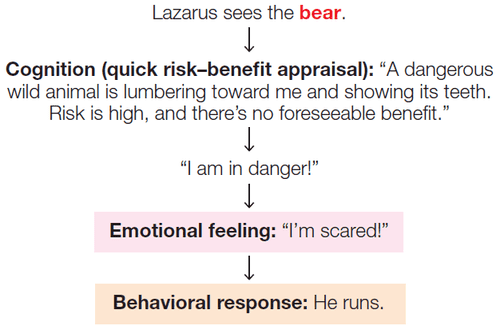 Lazarus sees the bear.
Cognition (quick risk–benefit appraisal): “A dangerous
wild animal is lumbering toward me and showing its teeth.
Risk is high, and there’s no foreseeable benefit.”
“I am in danger!”
Emotional feeling: “I’m scared!”
Behavioral response: He runs.